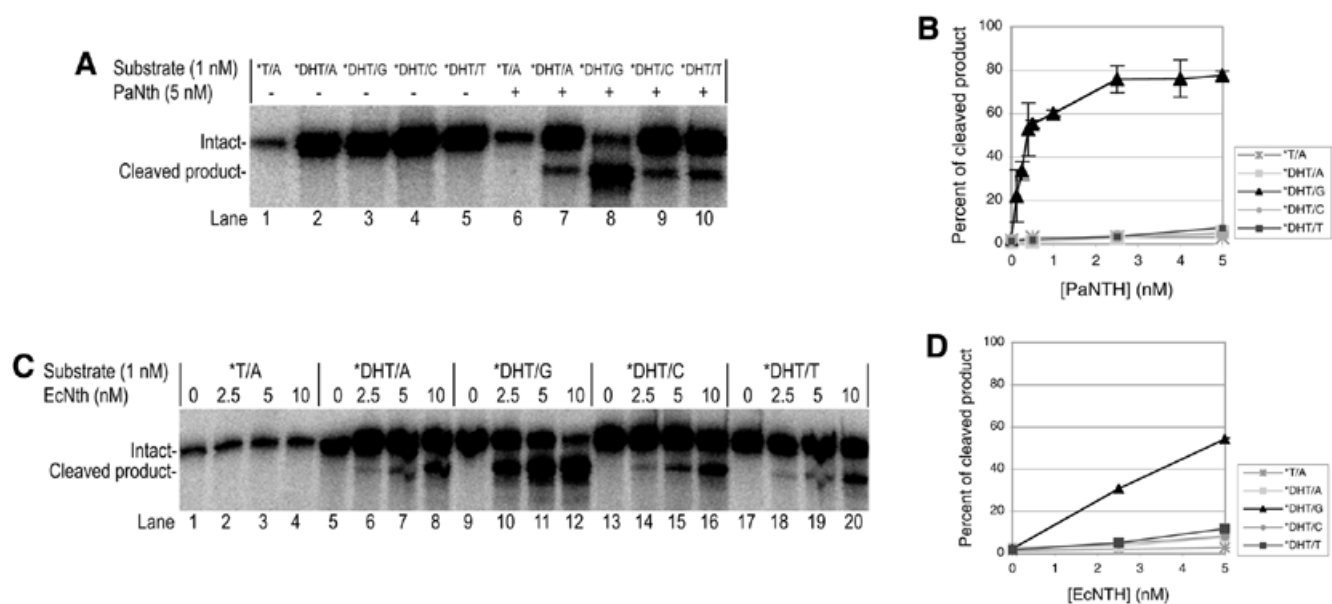 A
Substrate (1 nM) *T/A *DHT/A *DHT/G *DHT/C *DHT/T *T/A *DHT/A *DHT/G *DHT/C *DHT/T
PaNth (5 nM) - - - - - + + + + +
Intact-
Cleaved product-
Lane 1 2 3 4 5 6 7 8 9 10
B
Percent of cleaved product
100
80
60
40
20
0
0 1 2 3 4 5
[PaNTH] (nM)
*T/A
*DHT/A
*DHT/G
*DHT/C
*DHT/T
C
Substrate (1 nM) *T/A *DHT/A *DHT/G *DHT/C *DHT/T
EcNth (nM) 0 2.5 5 10 0 2.5 5 10 0 2.5 5 10 0 2.5 5 10 0 2.5 5 10
Intact-
Cleaved product-
Lane 1 2 3 4 5 6 7 8 9 10 11 12 13 14 15 16 17 18 19 20
D
Percent of cleaved product
100
80
60
40
20
0
0 1 2 3 4 5
[EcNTH] (nM)
*T/A
*DHT/A
*DHT/G
*DHT/C
*DHT/T